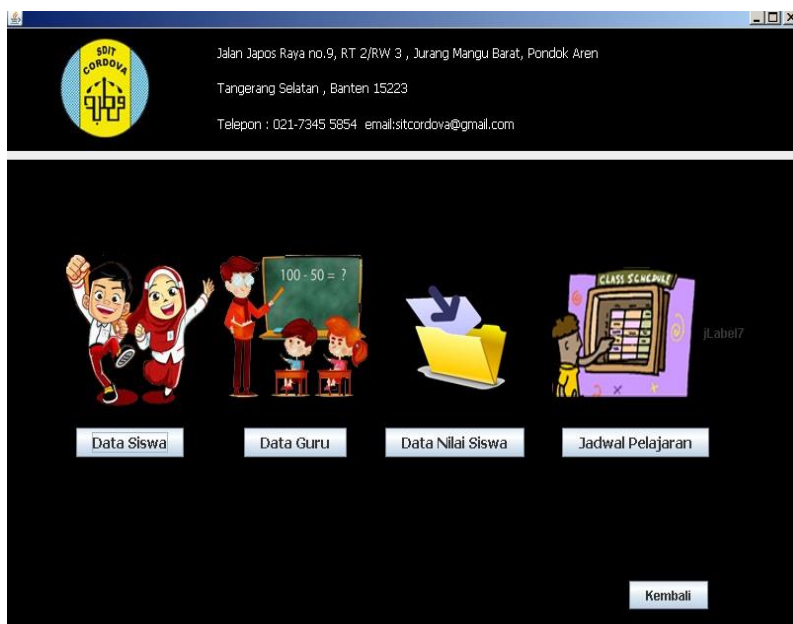 SDIT
CORDOVA
Jalan Japos Raya no.9, RT 2/RW 3 , Jurang Mangu Barat, Pondok Aren
Tangerang Selatan , Banten 15223
Telepon : 021-7345 5854 email:sitcordova@gmail.com
100 - 50 = ?
CLASS SCHEDULE
jLabel7
Data Siswa
Data Guru
Data Nilai Siswa
Jadwal Pelajaran
Kembali